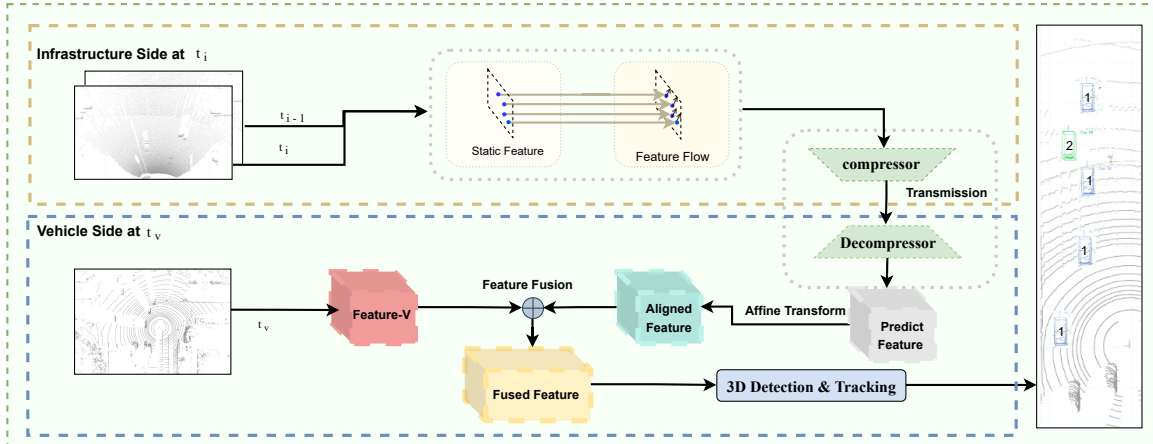 Infrastructure Side at t i
t i - 1
t i
Static Feature
Feature Flow
compressor
Transmission
Vehicle Side at t v
Decompressor
t v
Feature-V
Feature Fusion
Aligned
Feature
Affine Transform
Predict
Feature
Fused Feature
3D Detection & Tracking
1
2
1
1
1